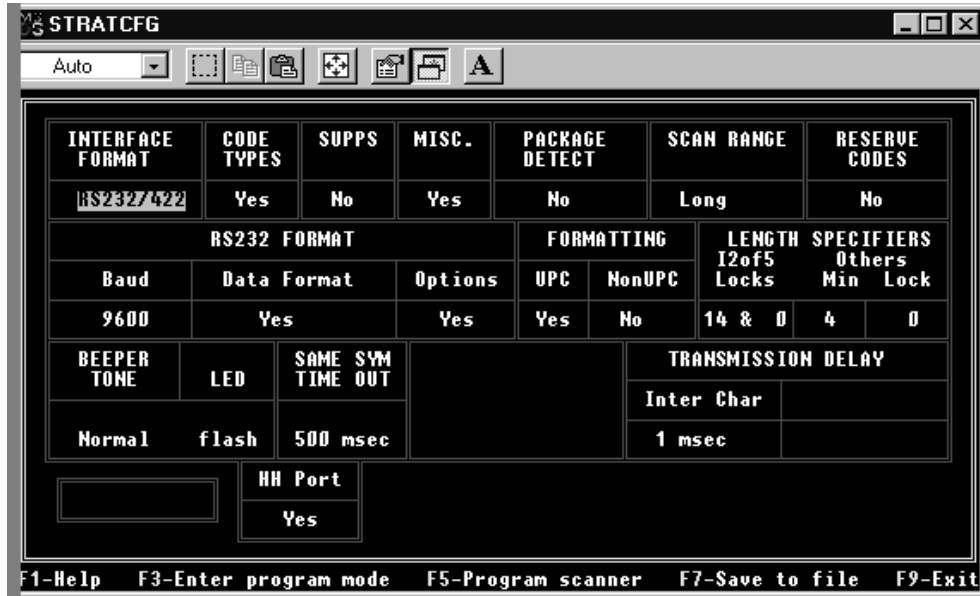 STRATCFG
Auto
A
INTERFACE FORMAT CODE TYPES SUPPS MISC. PACKAGE DETECT SCAN RANGE RESERVE CODES
RS232/422 Yes No Yes No Long No
RS232 FORMAT FORMATTING LENGTH SPECIFIERS
I2of5 Others
Baud Data Format Options UPC NonUPC Locks Min Lock
9600 Yes Yes Yes No 14 & 0 4 0
BEEPER TONE LED SAME SYM TIME OUT TRANSMISSION DELAY
Inter Char
Normal flash 500 msec 1 msec
HH Port
Yes
F1-Help F3-Enter program mode F5-Program scanner F7-Save to file F9-Exit